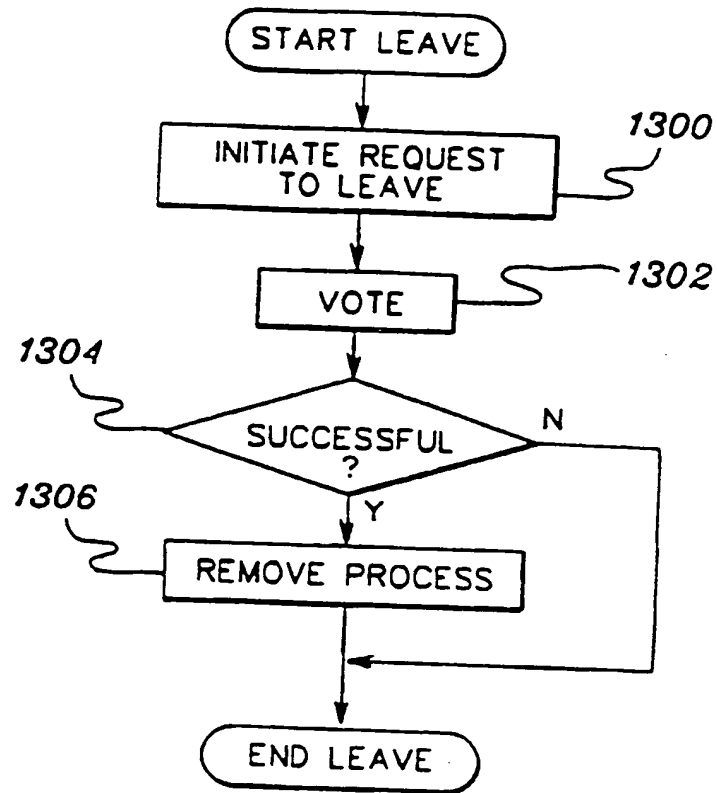 START LEAVE
1300
INITIATE REQUEST
TO LEAVE
1302
VOTE
1304
SUCCESSFUL
?
N
Y
1306
REMOVE PROCESS
END LEAVE